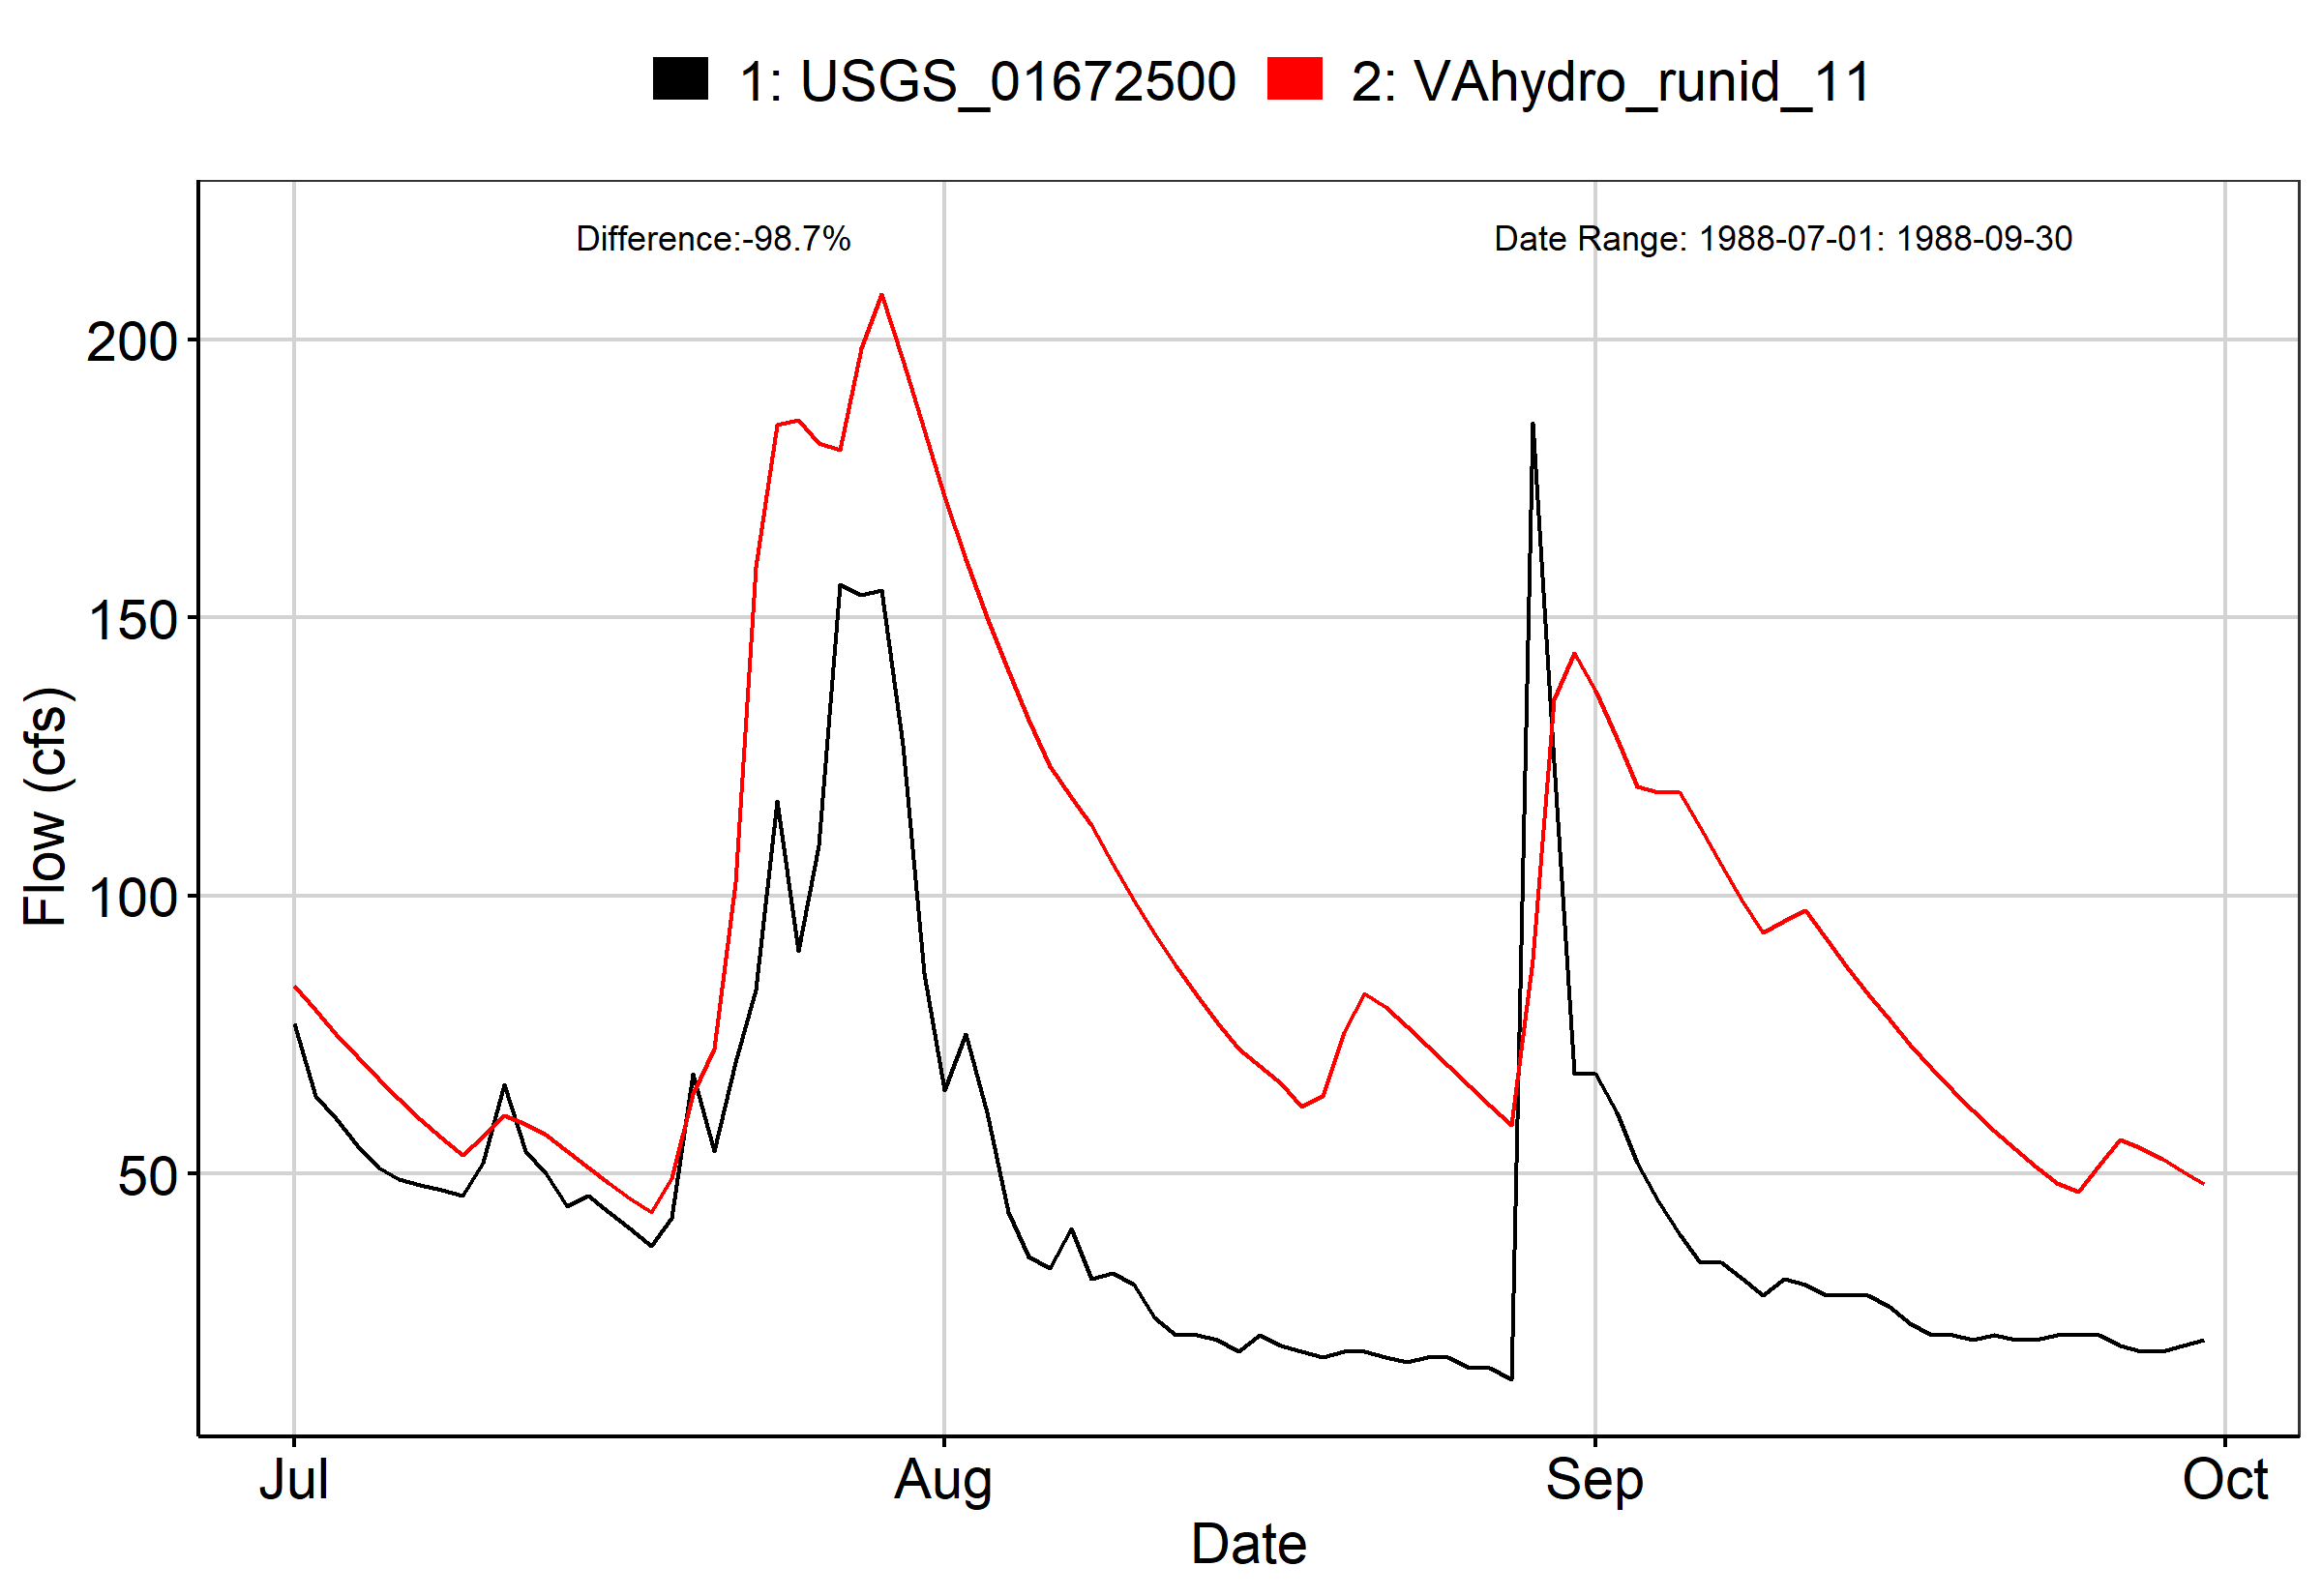 1: USGS_01672500 2: VAhydro_runid_11
Difference:-98.7% Date Range: 1988-07-01: 1988-09-30
200
150
100
50
Flow (cfs)
Jul Aug Sep Oct
Date